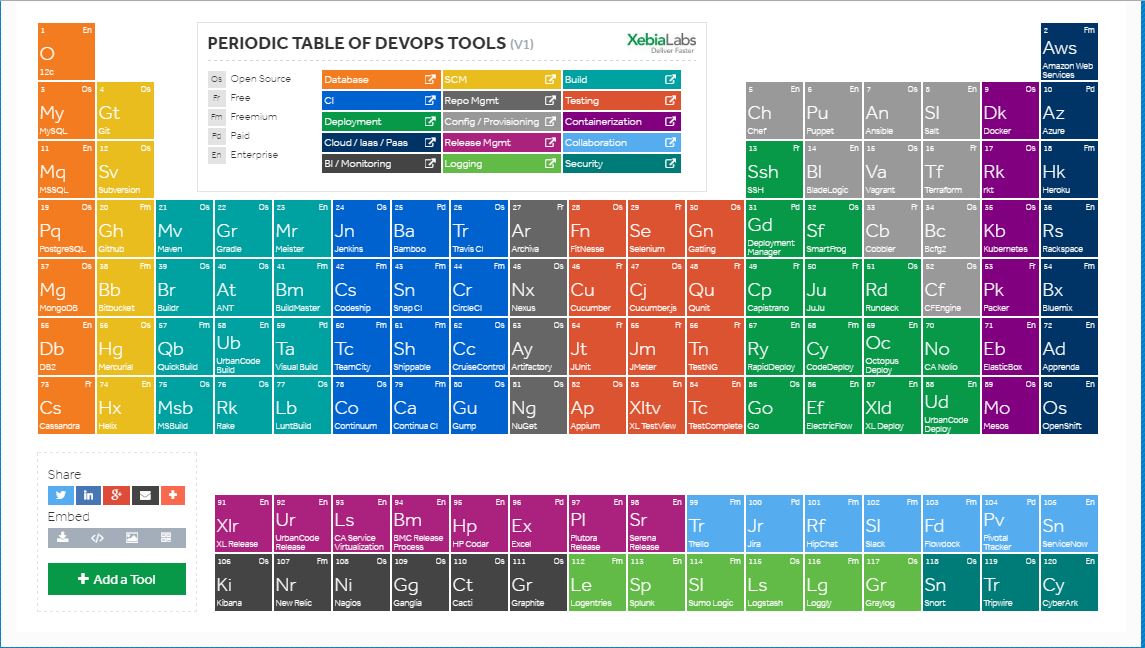 PERIODIC TABLE OF DEVOPS TOOLS (V1)
XebiaLabs
Deliver Faster
Os Open Source
Fr Free
Fm Freemium
Pd Paid
En Enterprise
Database SCM Build
CI Repo Mgmt Testing
Deployment Config / Provisioning Containerization
Cloud / Iaas / Paas Release Mgmt Collaboration
BI / Monitoring Logging Security
1 En 2 Fm
O Aws
12c Amazon Web Services
3 Os 4 Os 5 En 6 En 7 Os 8 En 9 Os 10 Pd
My Gt Ch Pu An Sl Dk Az
MySQL Git Chef Puppet Ansible Salt Docker Azure
11 En 12 Os 13 Fr 14 En 15 Os 16 Fr 17 Os 18 Fm
Mq Sv Ssh Bl Va Tf Rk Hk
MSSQL Subversion SSH BladeLogic Vagrant Terraform rkt Heroku
19 Os 20 Fm 21 Os 22 Os 23 En 24 Os 25 Pd 26 Os 27 Fr 28 Os 29 Fr 30 Os 31 Pd 32 Os 33 Fr 34 Os 35 Os 36 En
Pq Gh Mv Gr Mr Jn Ba Tr Ar Fn Se Gn Gd Sf Cb Bc Kb Rs
PostgreSQL Github Maven Gradle Meister Jenkins Bamboo Travis CI Archiva FitNesse Selenium Gatling Deployment Manager SmartFrog Cobbler Bcfg2 Kubernetes Rackspace
37 Os 38 Fm 39 Os 40 Os 41 Fm 42 Fm 43 Fm 44 Fm 45 Os 46 Fr 47 Os 48 Fr 49 Fr 50 Fr 51 Os 52 Os 53 Fr 54 Fm
Mg Bb Br At Bm Cs Sn Cr Nx Cu Cj Qu Cp Ju Rd Cf Pk Bx
MongoDB Bitbucket Buildr ANT BuildMaster Codeship Snap CI CircleCI Nexus Cucumber Cucumber.js Qunit Capistrano JuJu Rundeck CFEngine Packer Bluemix
55 En 56 Os 57 Fm 58 En 59 Pd 60 Fm 61 Fm 62 Os 63 Fm 64 Fr 65 Fr 66 Fr 67 En 68 Fm 69 En 70 71 En 72 En
Db Hg Qb Ub Ta Tc Sh Cc Ay Jt Jm Tn Ry Cy Oc No Eb Ad
DB2 Mercurial QuickBuild UrbanCode Build Visual Build TeamCity Shippable CruiseControl Artifactory JUnit JMeter TestNG RapidDeploy CodeDeploy Octopus Deploy CA Nolio ElasticBox Apprenda
73 Fr 74 En 75 Os 76 Os 77 Os 78 Os 79 Fm 80 Os 81 Os 82 Os 83 En 84 En 85 Os 86 En 87 En 88 En 89 Os 90 En
Cs Hx Msb Rk Lb Co Ca Gu Ng Ap Xltv Tc Go Ef Xld Ud Mo Os
Cassandra Helix MSBuild Rake LuntBuild Continuum Continua CI Gump NuGet Appium XL TestView TestComplete Go ElectricFlow XL Deploy UrbanCode Deploy Mesos OpenShift
Share
Embed
+ Add a Tool
91 En 92 En 93 En 94 En 95 En 96 Pd 97 En 98 En 99 Fm 100 Pd 101 Fm 102 Fm 103 Fm 104 Pd 105 En
Xlr Ur Ls Bm Hp Ex Pl Sr Tr Jr Rf Sl Fd Pv Sn
XL Release UrbanCode Release CA Service Virtualization BMC Release Process HP Codar Excel Plutora Release Serena Release Trello Jira HipChat Slack Flowdock Pivotal Tracker ServiceNow
106 Os 107 Fm 108 Os 109 Os 110 Os 111 Os 112 Fm 113 En 114 Fm 115 Os 116 Fm 117 Os 118 Os 119 Os 120 En
Ki Nr Ni Gg Ct Gr Le Sp Sl Ls Lg Gr Sn Tr Cy
Kibana New Relic Nagios Ganglia Cacti Graphite Logentries Splunk Sumo Logic Logstash Loggly Graylog Snort Tripwire CyberArk